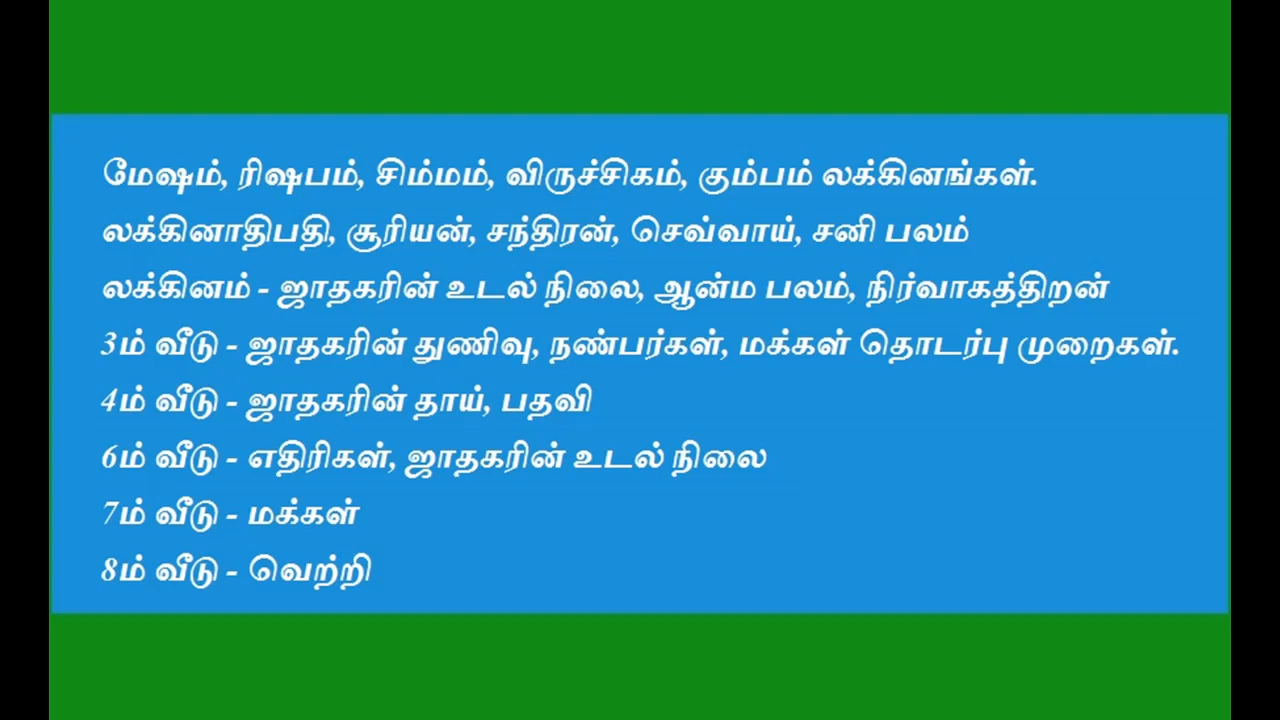 மேஷம், ரிஷபம், சிம்மம், விருச்சிகம், கும்பம் லக்கினங்கள்.
லக்கினாதிபதி, சூரியன், சந்திரன், செவ்வாய், சனி பலம்
லக்கினம் - ஜாதகரின் உடல் நிலை, ஆன்ம பலம், நிர்வாகத்திறன்
3ம் வீடு - ஜாதகரின் துணிவு, நண்பர்கள், மக்கள் தொடர்பு முறைகள்.
4ம் வீடு - ஜாதகரின் தாய், பதவி
6ம் வீடு - எதிரிகள், ஜாதகரின் உடல் நிலை
7ம் வீடு - மக்கள்
8ம் வீடு - வெற்றி